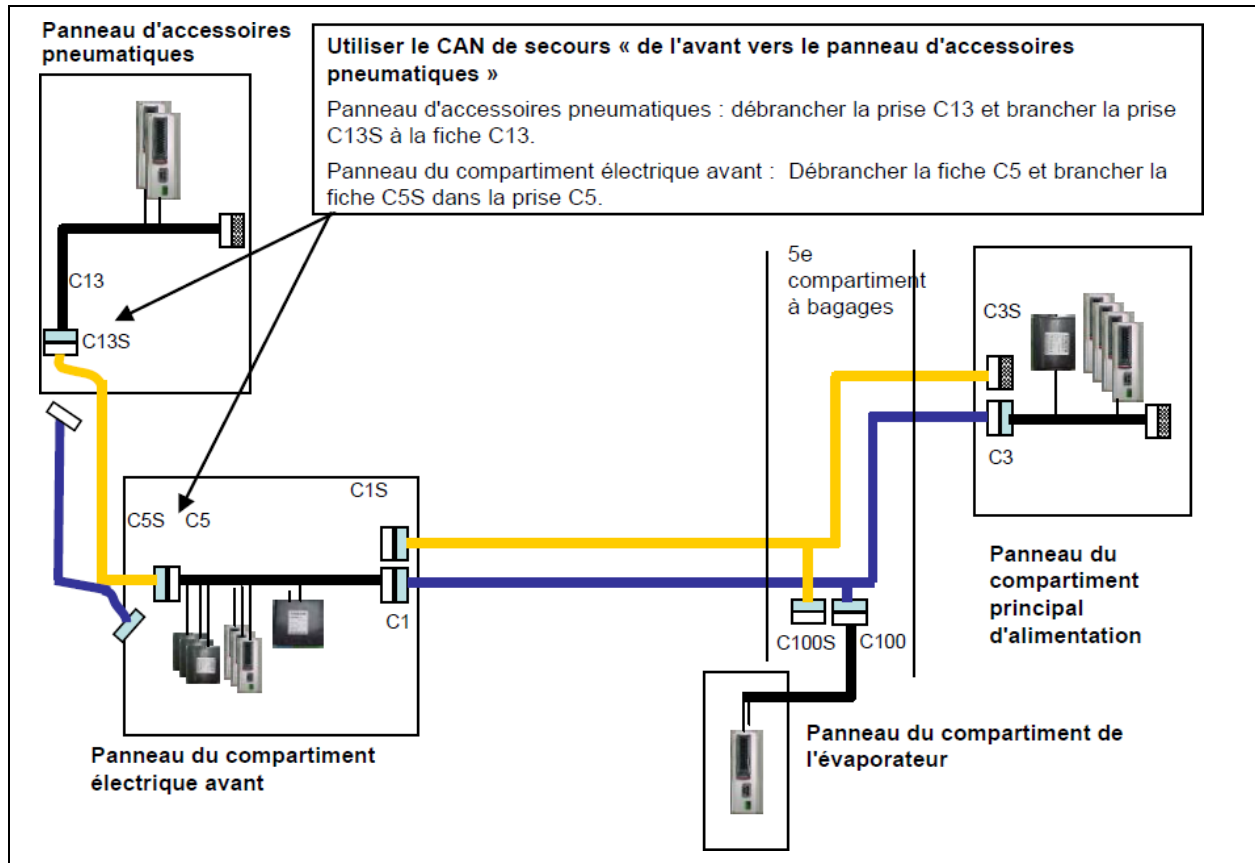 Panneau d'accessoires
pneumatiques
Utiliser le CAN de secours « de l'avant vers le panneau d'accessoires
pneumatiques »
Panneau d'accessoires pneumatiques : débrancher la prise C13 et brancher la prise
C13S à la fiche C13.
Panneau du compartiment électrique avant :  Débrancher la fiche C5 et brancher la
fiche C5S dans la prise C5.
C13
C13S
5e
compartiment
à bagages
C3S
C3
C1S
C5S
C5
C1
C100S
C100
Panneau du
compartiment
principal
d'alimentation
Panneau du compartiment de
l'évaporateur
Panneau du compartiment
électrique avant